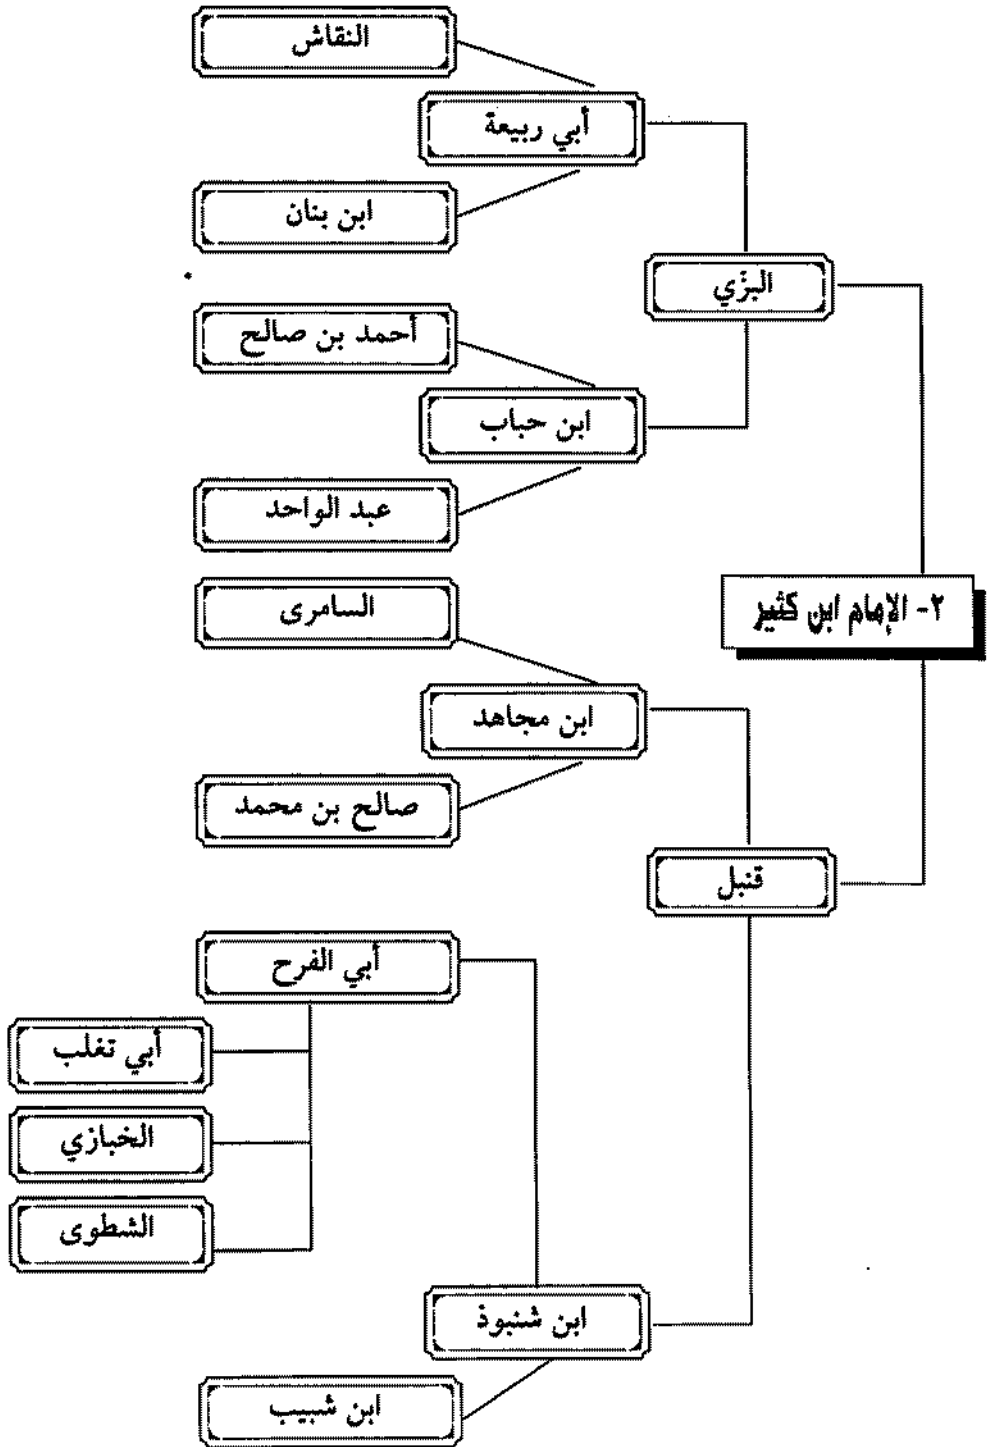 ٢- الإمام ابن كثير
البزّي
أبي ربيعة
النقاش
ابن بنان
ابن حباب
أحمد بن صالح
عبد الواحد
قنبل
ابن مجاهد
السامرى
صالح بن محمد
ابن شنبوذ
أبي الفرح
أبي تغلب
الخبازي
الشطوى
ابن شبيب